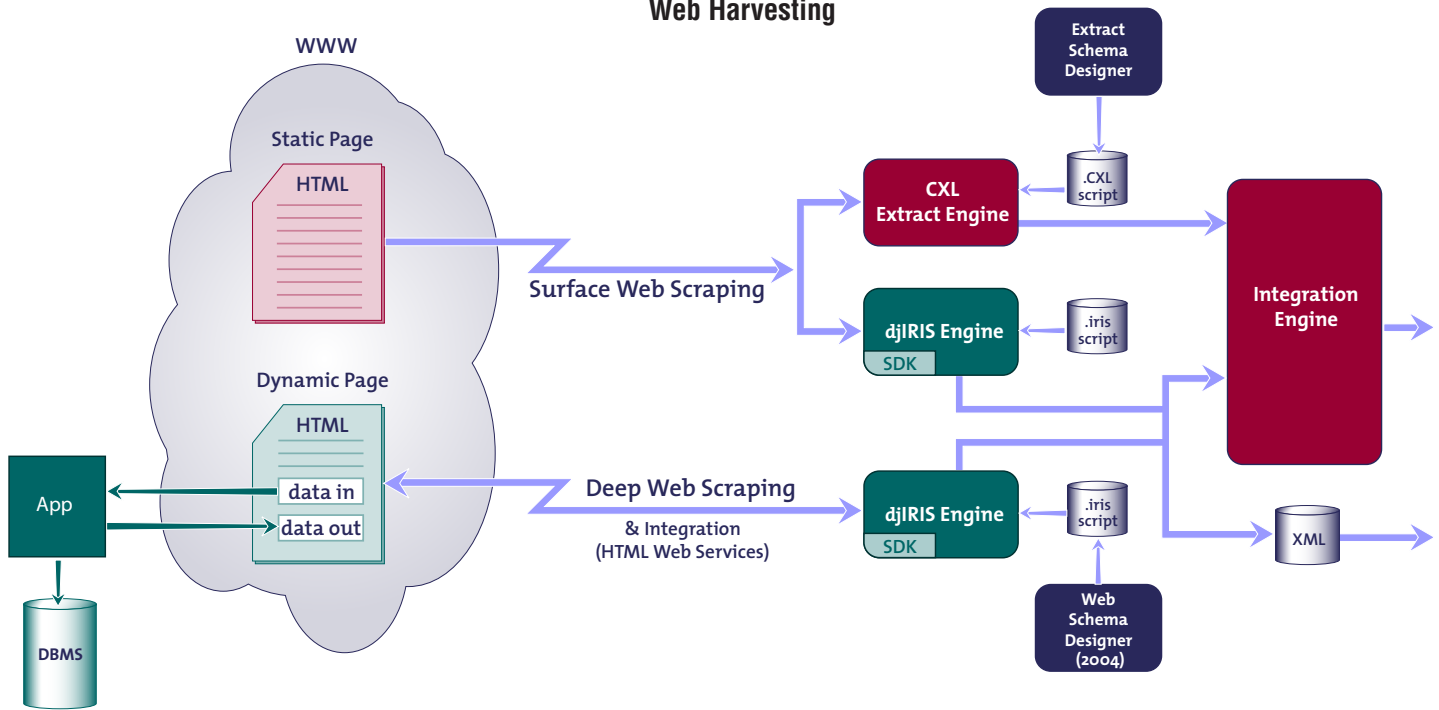 Web Harvesting
WWW
Static Page
HTML
Dynamic Page
HTML
data in
data out
App
DBMS
Surface Web Scraping
Deep Web Scraping
& Integration
(HTML Web Services)
Extract
Schema
Designer
.CXL
script
CXL
Extract Engine
djIRIS Engine
SDK
.iris
script
djIRIS Engine
SDK
.iris
script
Web
Schema
Designer
(2004)
Integration
Engine
XML